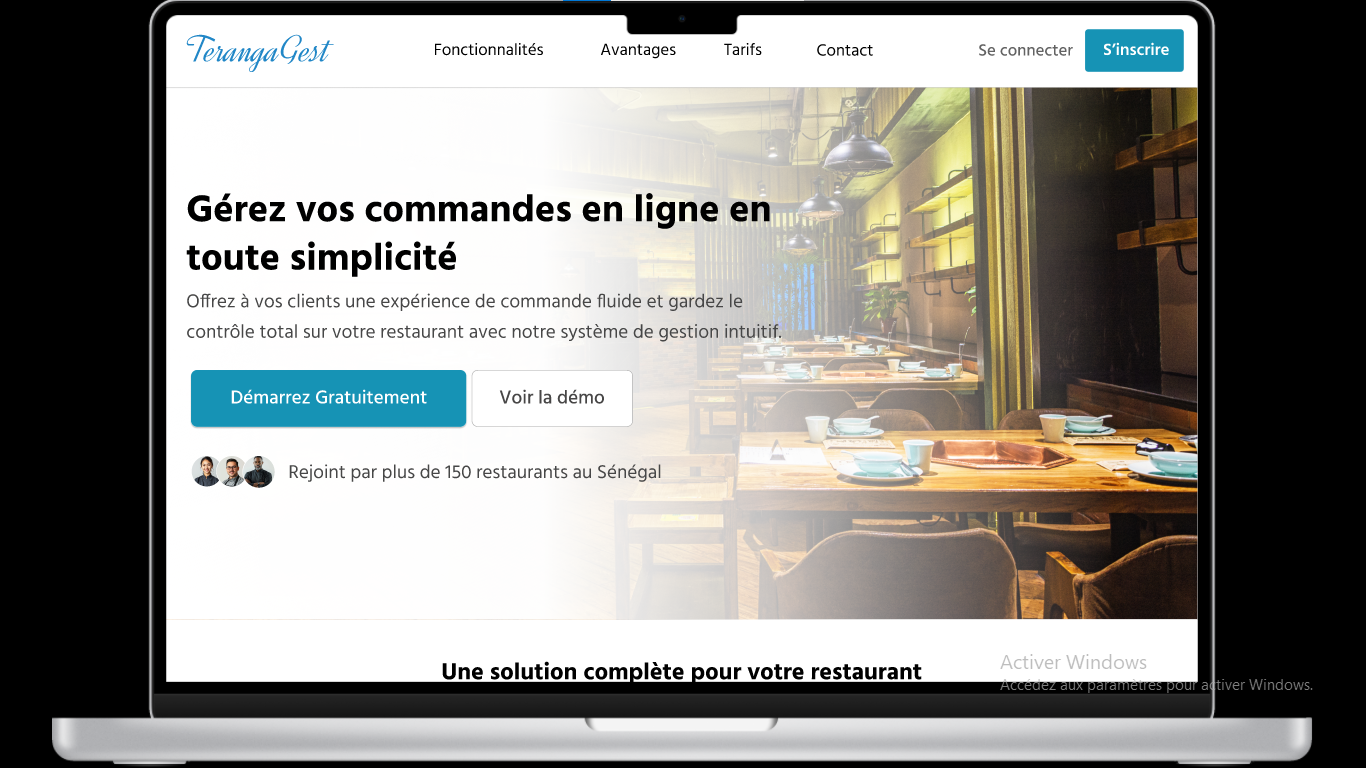 TerangaGest
Fonctionnalités
Avantages
Tarifs
Contact
Se connecter
S'inscrire
Gérez vos commandes en ligne en
toute simplicité
Offrez à vos clients une expérience de commande fluide et gardez le
contrôle total sur votre restaurant avec notre système de gestion intuitif.
Démarrez Gratuitement
Voir la démo
Rejoint par plus de 150 restaurants au Sénégal
Une solution complète pour votre restaurant
Activer Windows
Accédez aux paramètres pour activer Windows.